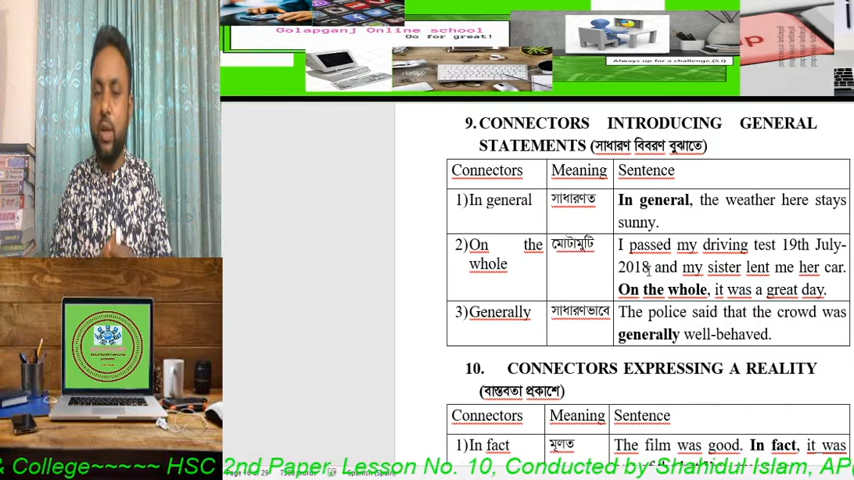 Golapganj Online school
Go for great!
Always up for a challenge.(S.I)
9. CONNECTORS INTRODUCING GENERAL
STATEMENTS (সাধারণ বিবরণ বুঝাতে)
Connectors Meaning Sentence
1) In general সাধারণত In general, the weather here stays
sunny.
2) On the whole মোটামুটি I passed my driving test 19th July-
2018 and my sister lent me her car.
On the whole, it was a great day.
3) Generally সাধারণভাবে The police said that the crowd was
generally well-behaved.
10. CONNECTORS EXPRESSING A REALITY
(বাস্তবতা প্রকাশে)
Connectors Meaning Sentence
1) In fact মূলত The film was good. In fact, it was
& College~~~~~ HSC 2nd Paper, Lesson No. 10, Conducted by Shahidul Islam, AP